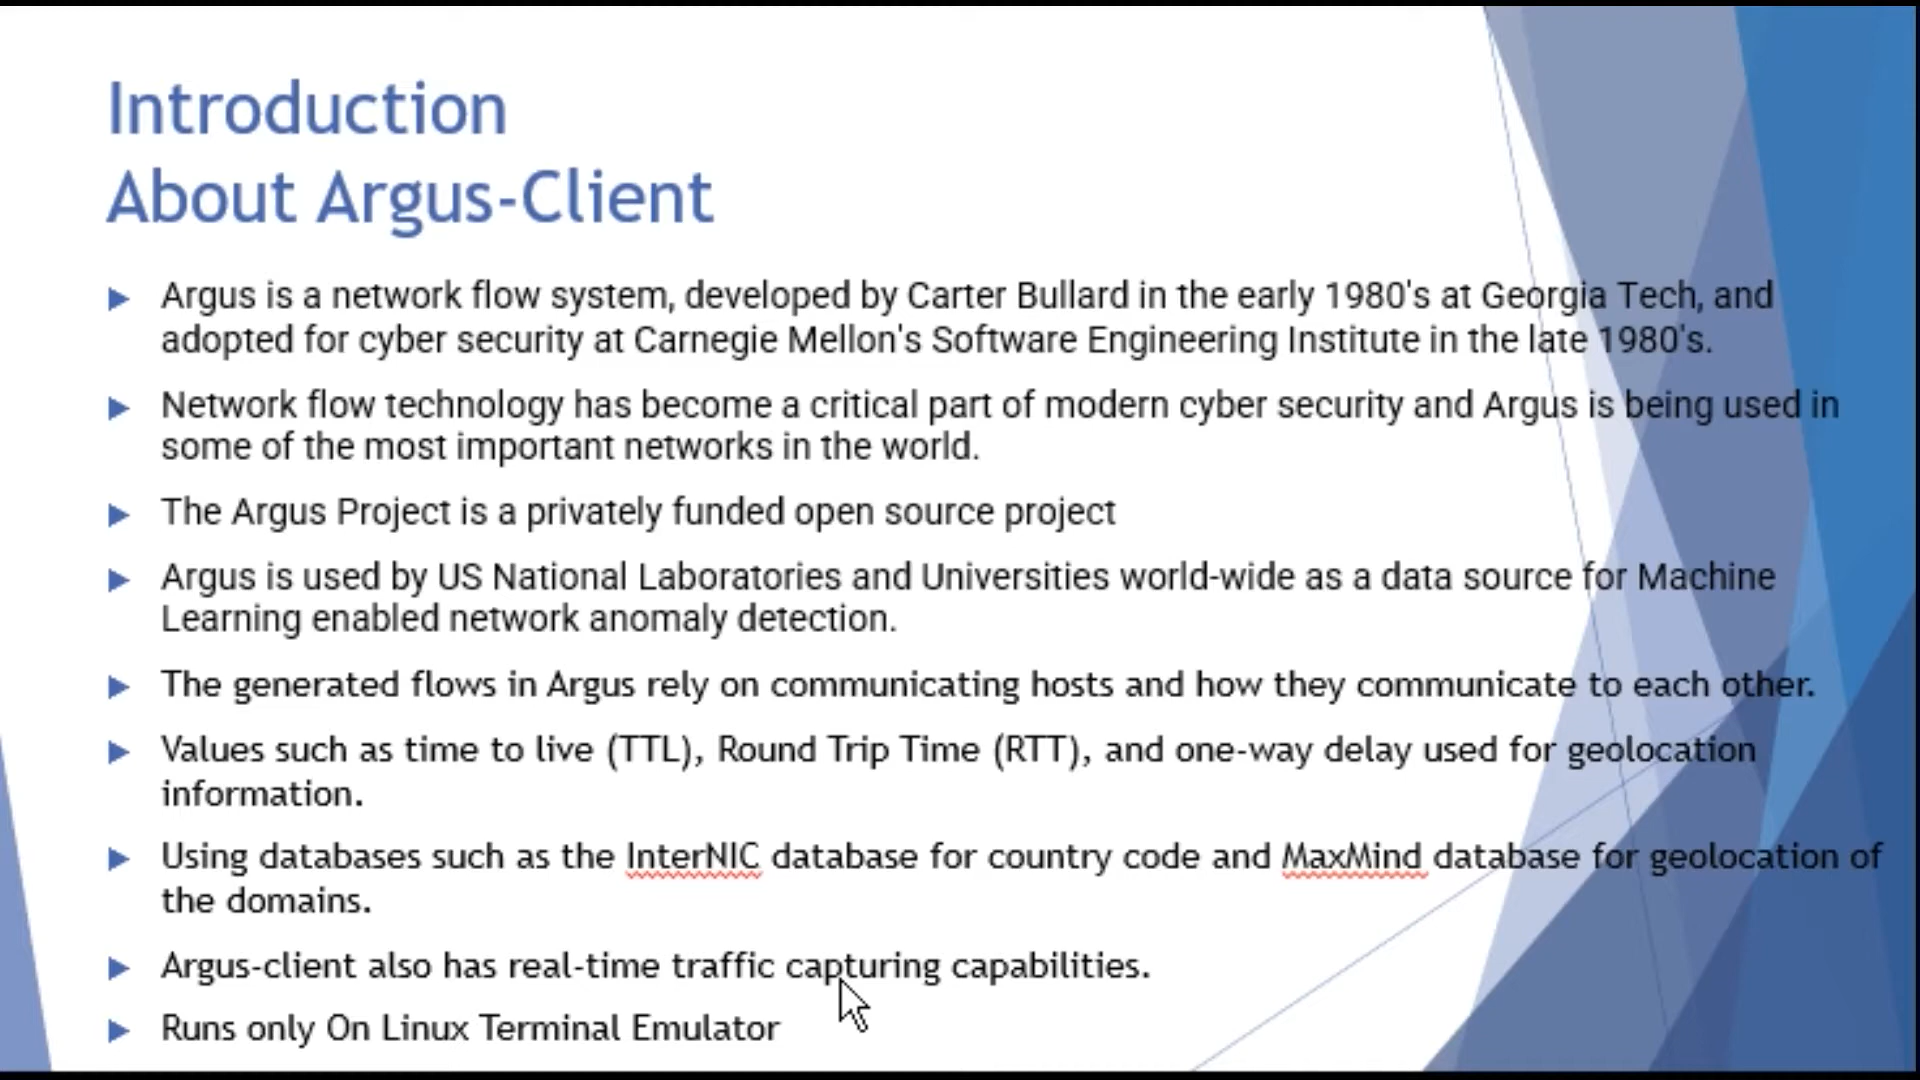 Introduction
About Argus-Client
Argus is a network flow system, developed by Carter Bullard in the early 1980's at Georgia Tech, and
adopted for cyber security at Carnegie Mellon's Software Engineering Institute in the late 1980's.
Network flow technology has become a critical part of modern cyber security and Argus is being used in
some of the most important networks in the world.
The Argus Project is a privately funded open source project
Argus is used by US National Laboratories and Universities world-wide as a data source for Machine
Learning enabled network anomaly detection.
The generated flows in Argus rely on communicating hosts and how they communicate to each other.
Values such as time to live (TTL), Round Trip Time (RTT), and one-way delay used for geolocation
information.
Using databases such as the InterNIC database for country code and MaxMind database for geolocation of
the domains.
Argus-client also has real-time traffic capturing capabilities.
Runs only On Linux Terminal Emulator